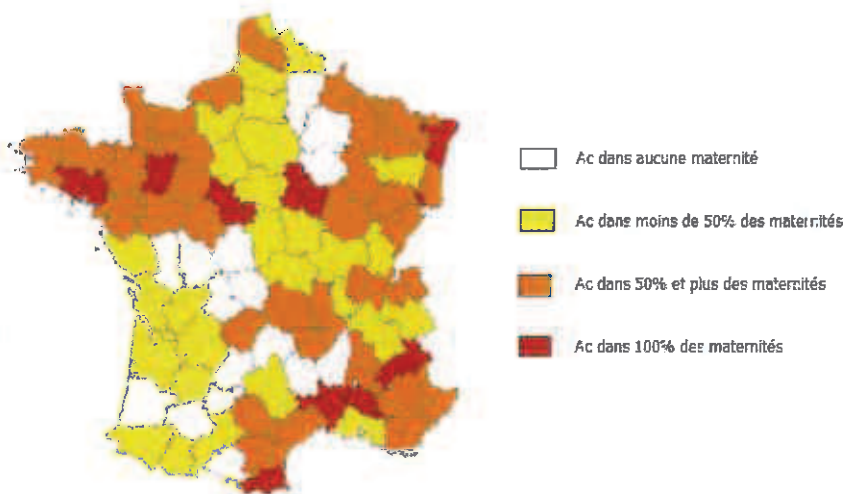 Ac dans aucune maternité
Ac dans moins de 50% des maternités
Ac dans 50% et plus des maternités
Ac dans 100% des maternités